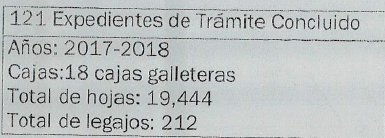 121 Expedientes de Trámite Concluido
Años: 2017-2018
Cajas:18 cajas galleteras
Total de hojas: 19,444
Total de legajos: 212